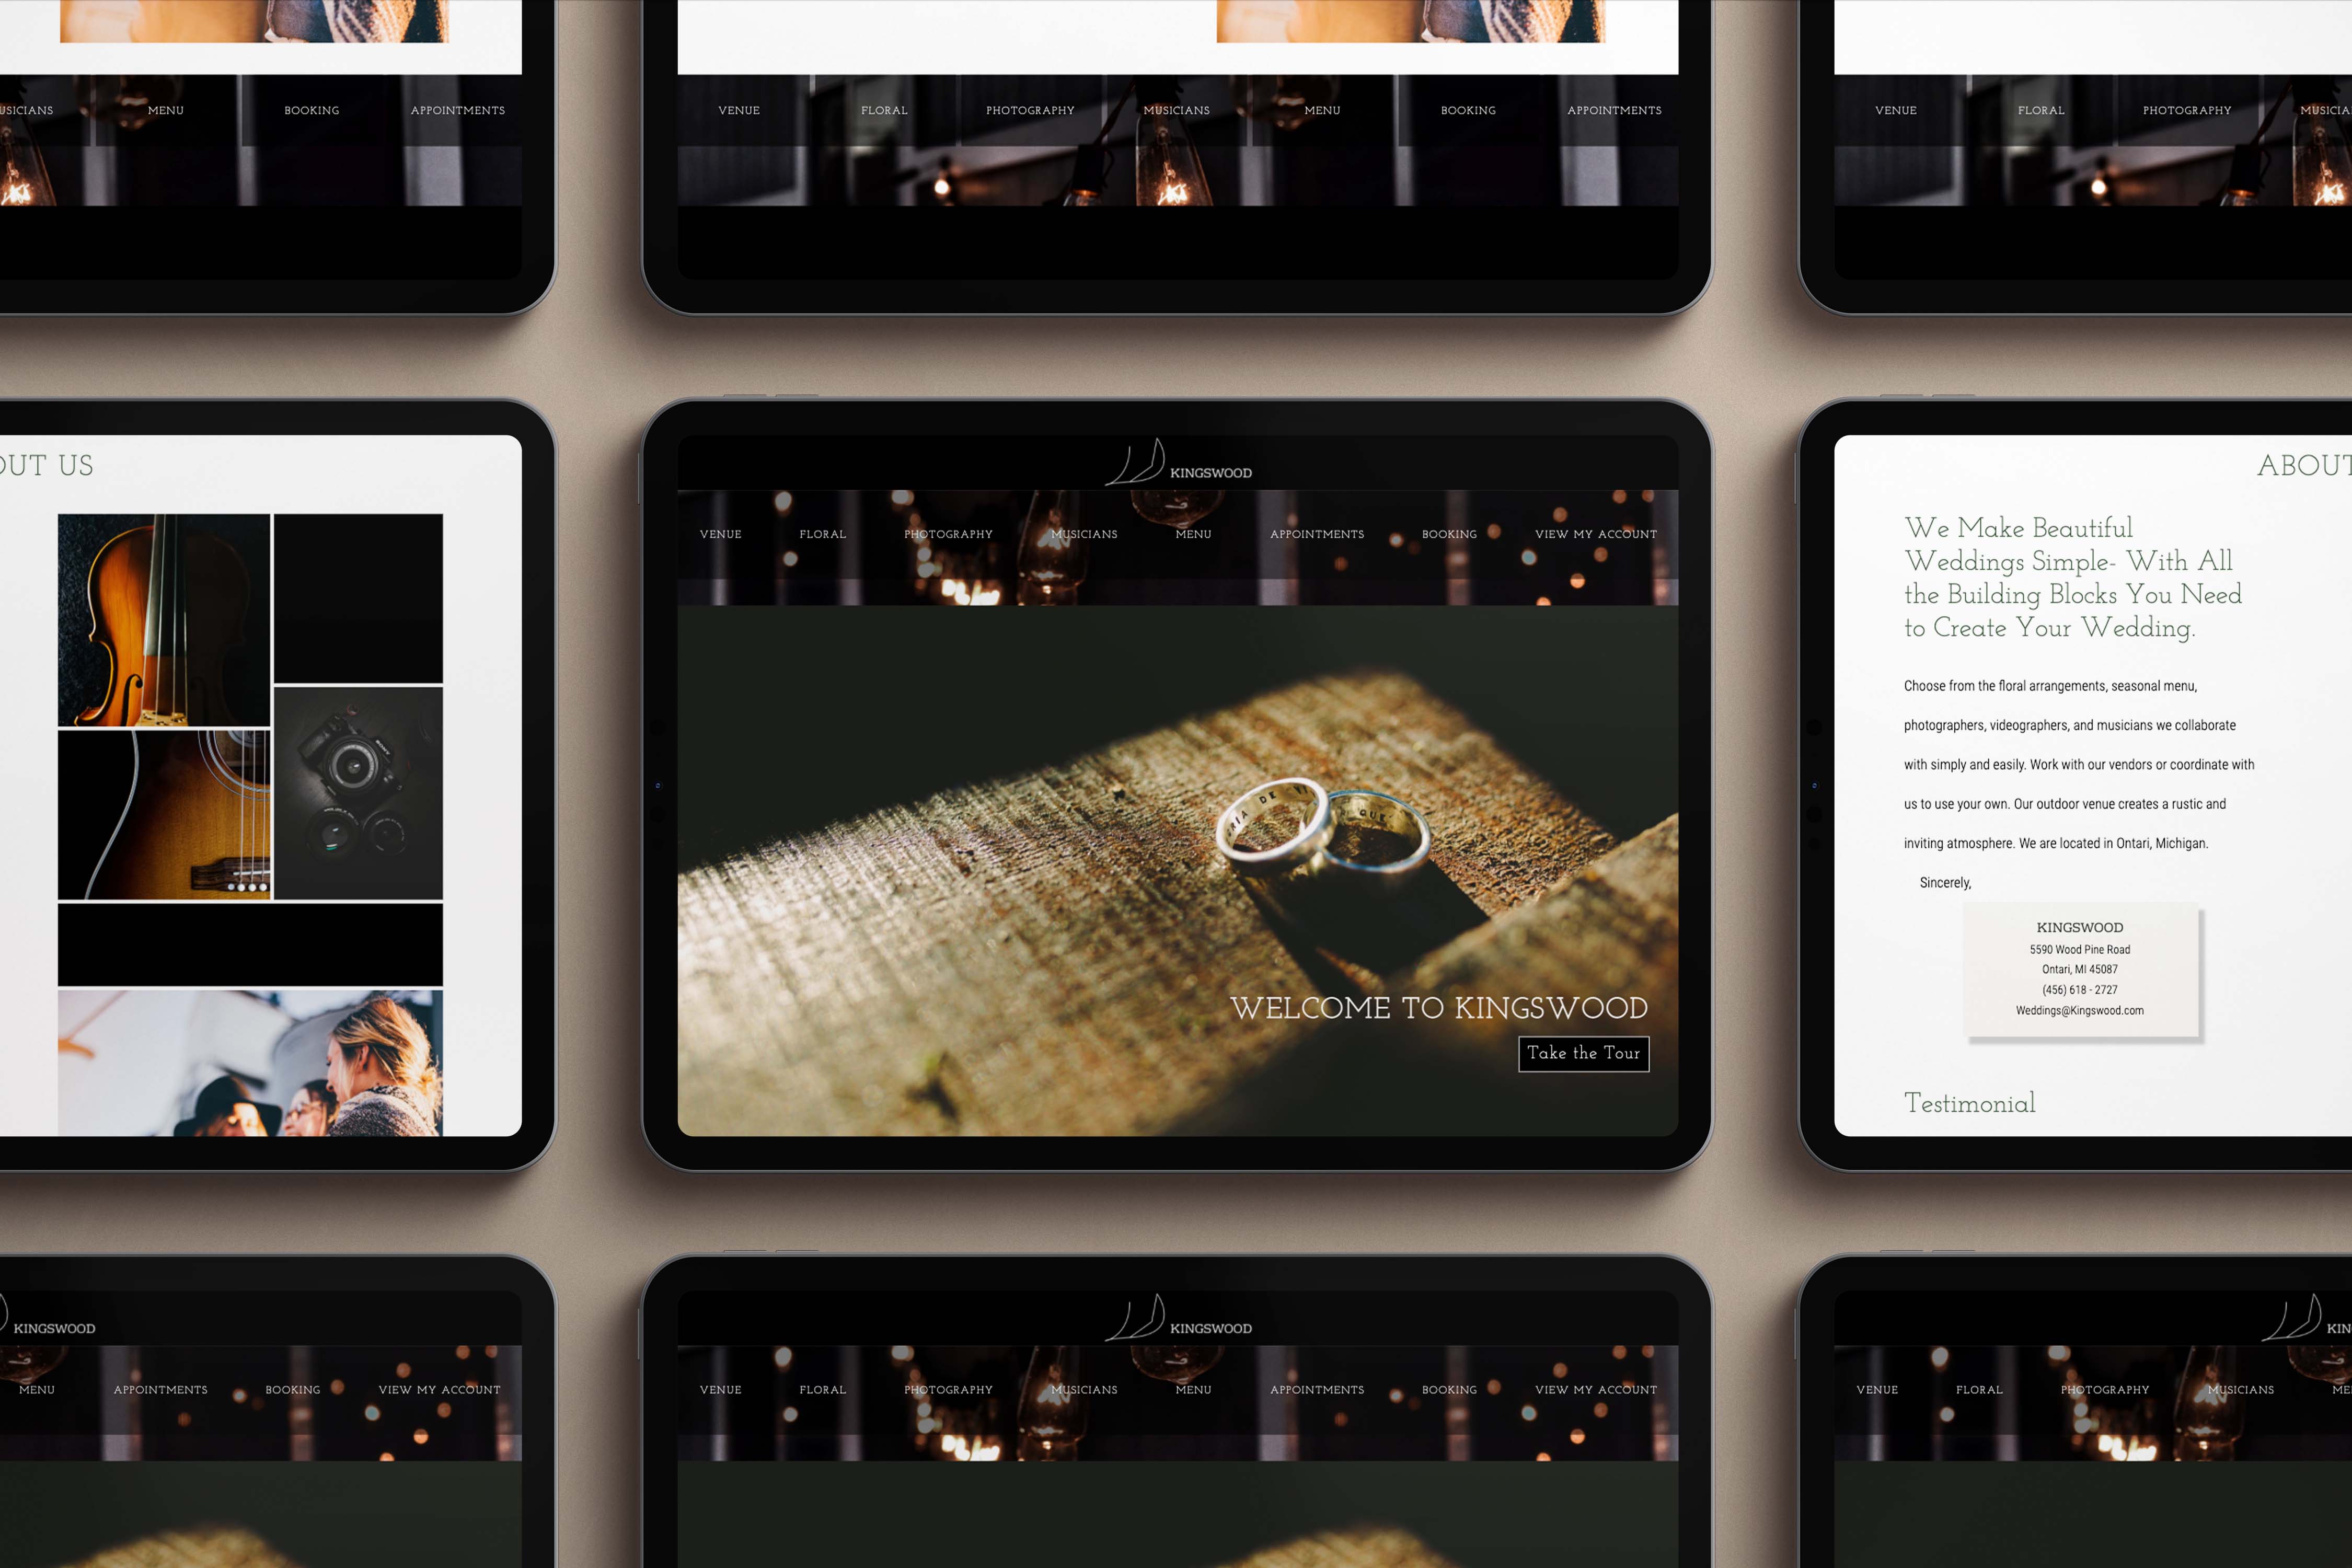 MENU BOOKING APPOINTMENTS
VENUE FLORAL PHOTOGRAPHY MUSICIANS MENU BOOKING APPOINTMENTS
VENUE FLORAL PHOTOGRAPHY
OUT US
KINGSWOOD
VENUE FLORAL PHOTOGRAPHY MUSICIANS MENU APPOINTMENTS BOOKING VIEW MY ACCOUNT
RIA DE
QUE
WELCOME TO KINGSWOOD
Take the Tour
ABOUT
We Make Beautiful
Weddings Simple- With All
the Building Blocks You Need
to Create Your Wedding.
Choose from the floral arrangements, seasonal menu,
photographers, videographers, and musicians we collaborate
with simply and easily. Work with our vendors or coordinate with
us to use your own. Our outdoor venue creates a rustic and
inviting atmosphere. We are located in Ontari, Michigan.
Sincerely,
KINGSWOOD
5590 Wood Pine Road
Ontari, MI 45087
(456) 618 - 2727
Weddings@Kingswood.com
Testimonial
KINGSWOOD
MENU APPOINTMENTS BOOKING VIEW MY ACCOUNT
KINGSWOOD
VENUE FLORAL PHOTOGRAPHY MUSICIANS MENU APPOINTMENTS BOOKING VIEW MY ACCOUNT
KIN
VENUE FLORAL PHOTOGRAPHY MUSICIANS ME